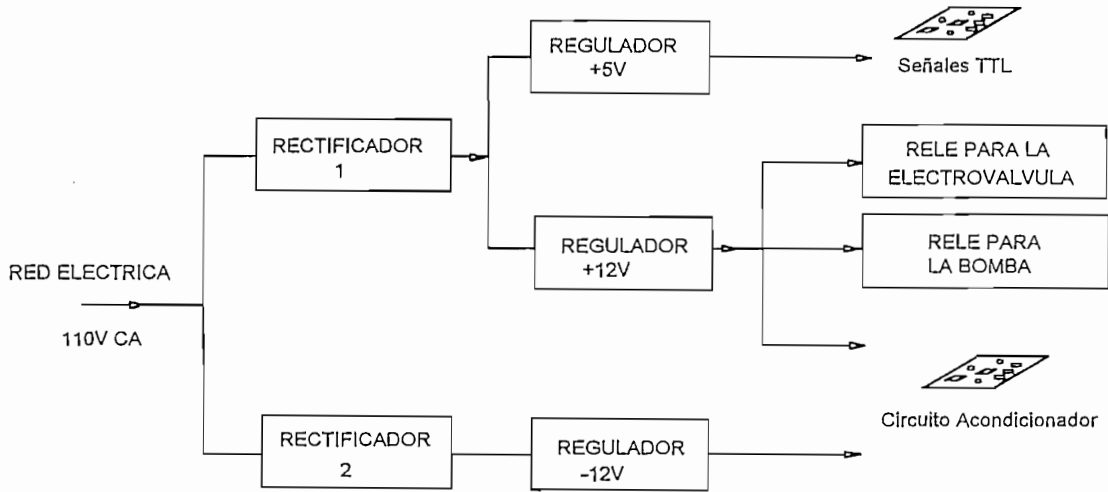 REGULADOR
+5V
Señales TTL
RECTIFICADOR
1
RELE PARA LA
ELECTROVALVULA
REGULADOR
+12V
RELE PARA
LA BOMBA
RED ELECTRICA
110V CA
Circuito Acondicionador
RECTIFICADOR
2
REGULADOR
-12V